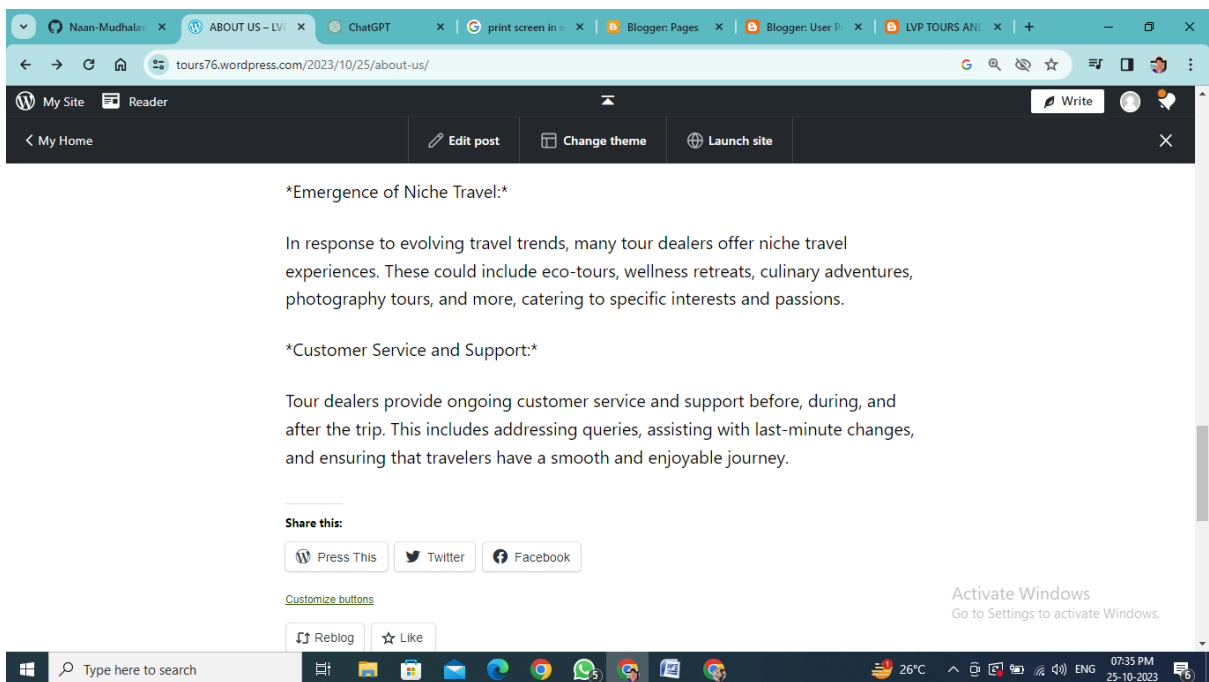 Naan-Mudhalav
ABOUT US – LVI
ChatGPT
print screen in w
Blogger: Pages
Blogger: User Pr
LVP TOURS AND
tours76.wordpress.com/2023/10/25/about-us/
My Site Reader Write
My Home Edit post Change theme Launch site
*Emergence of Niche Travel:*
In response to evolving travel trends, many tour dealers offer niche travel
experiences. These could include eco-tours, wellness retreats, culinary adventures,
photography tours, and more, catering to specific interests and passions.
*Customer Service and Support:*
Tour dealers provide ongoing customer service and support before, during, and
after the trip. This includes addressing queries, assisting with last-minute changes,
and ensuring that travelers have a smooth and enjoyable journey.
Share this:
Press This Twitter Facebook
Customize buttons
Reblog Like
Activate Windows
Go to Settings to activate Windows.
Type here to search
5
26°C
ENG
07:35 PM
25-10-2023
6